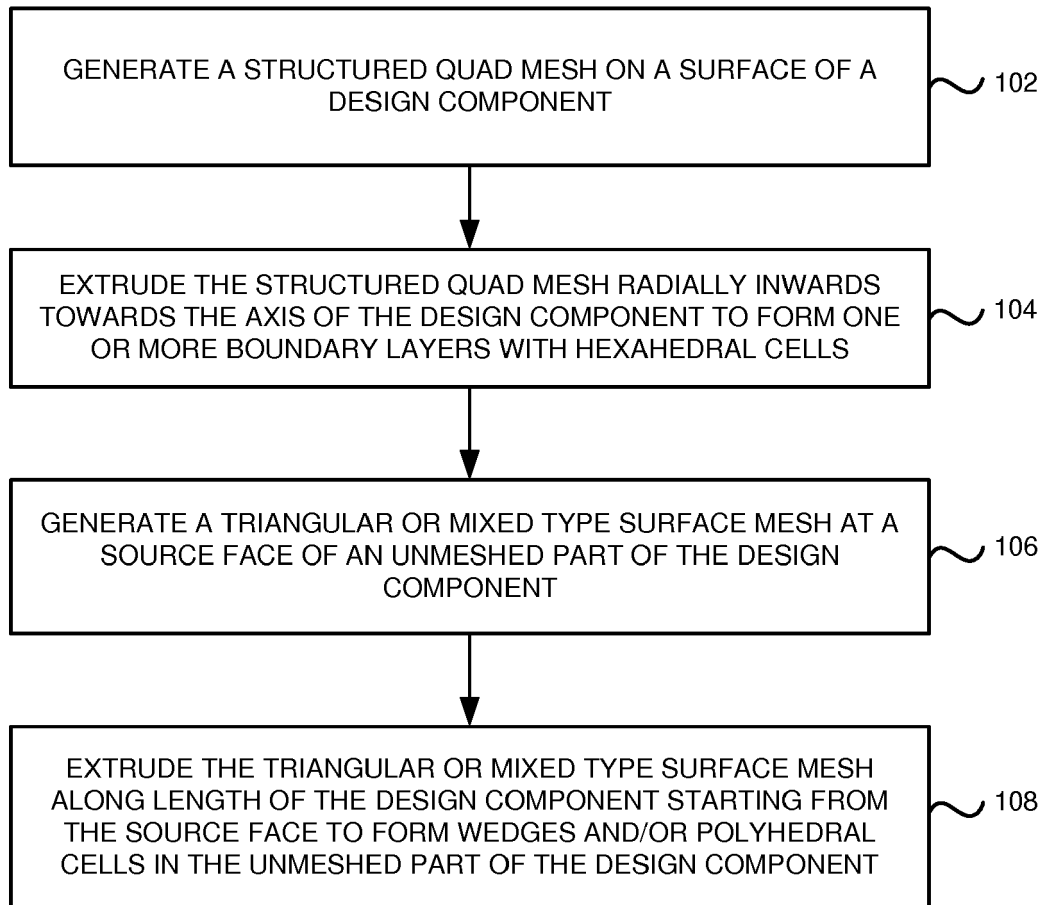 GENERATE A STRUCTURED QUAD MESH ON A SURFACE OF A
DESIGN COMPONENT
102
EXTRUDE THE STRUCTURED QUAD MESH RADIALLY INWARDS
TOWARDS THE AXIS OF THE DESIGN COMPONENT TO FORM ONE
OR MORE BOUNDARY LAYERS WITH HEXAHEDRAL CELLS
104
GENERATE A TRIANGULAR OR MIXED TYPE SURFACE MESH AT A
SOURCE FACE OF AN UNMESHED PART OF THE DESIGN
COMPONENT
106
EXTRUDE THE TRIANGULAR OR MIXED TYPE SURFACE MESH
ALONG LENGTH OF THE DESIGN COMPONENT STARTING FROM
THE SOURCE FACE TO FORM WEDGES AND/OR POLYHEDRAL
CELLS IN THE UNMESHED PART OF THE DESIGN COMPONENT
108